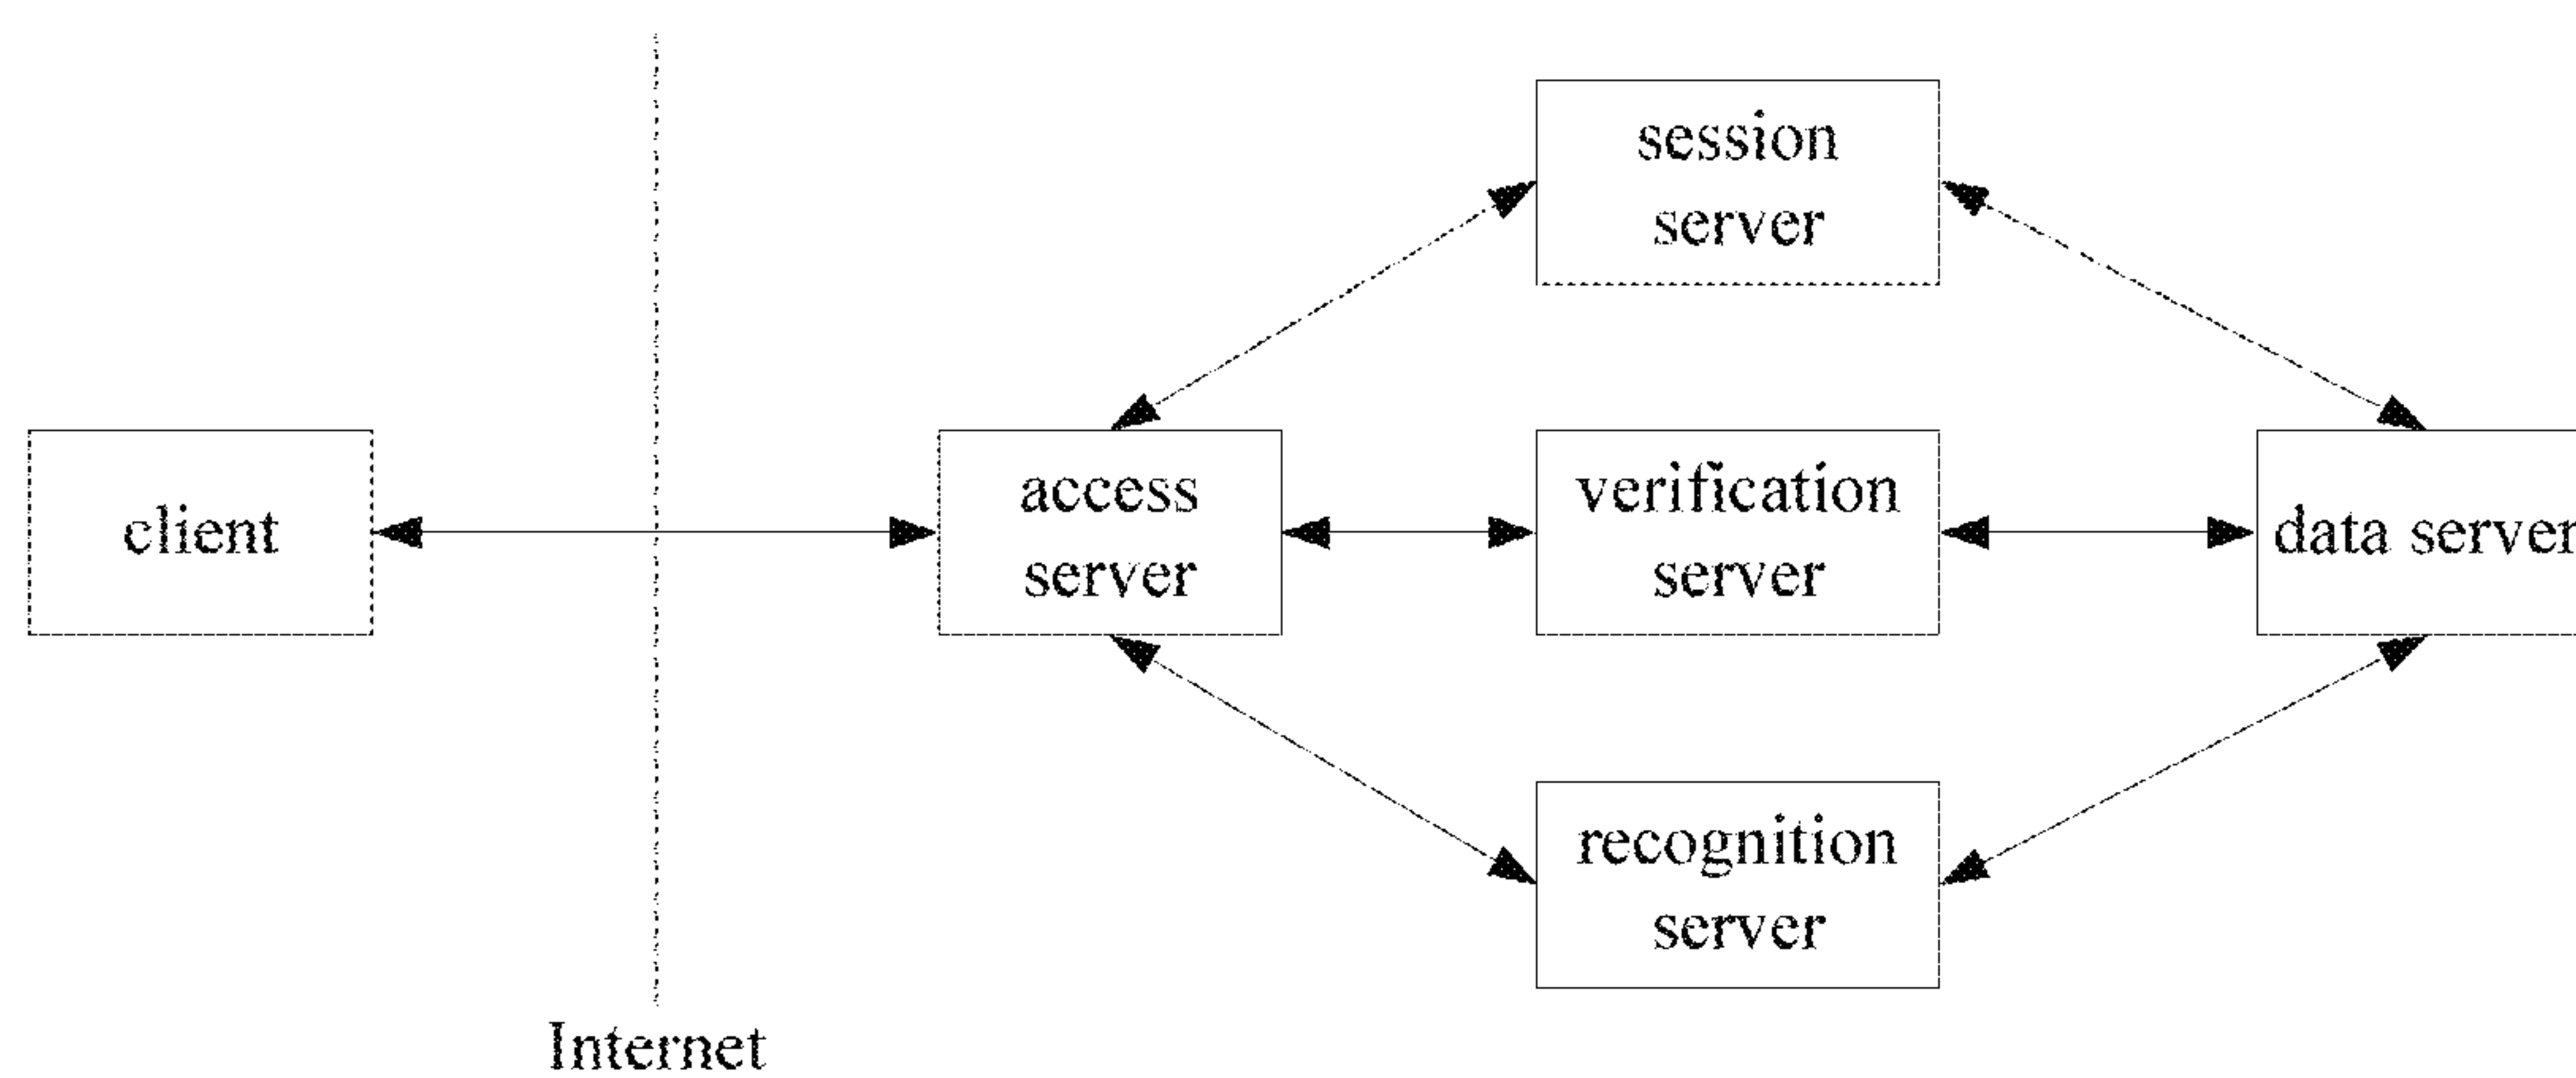 session
server
client
access
server
verification
server
data server
recognition
server
Internet